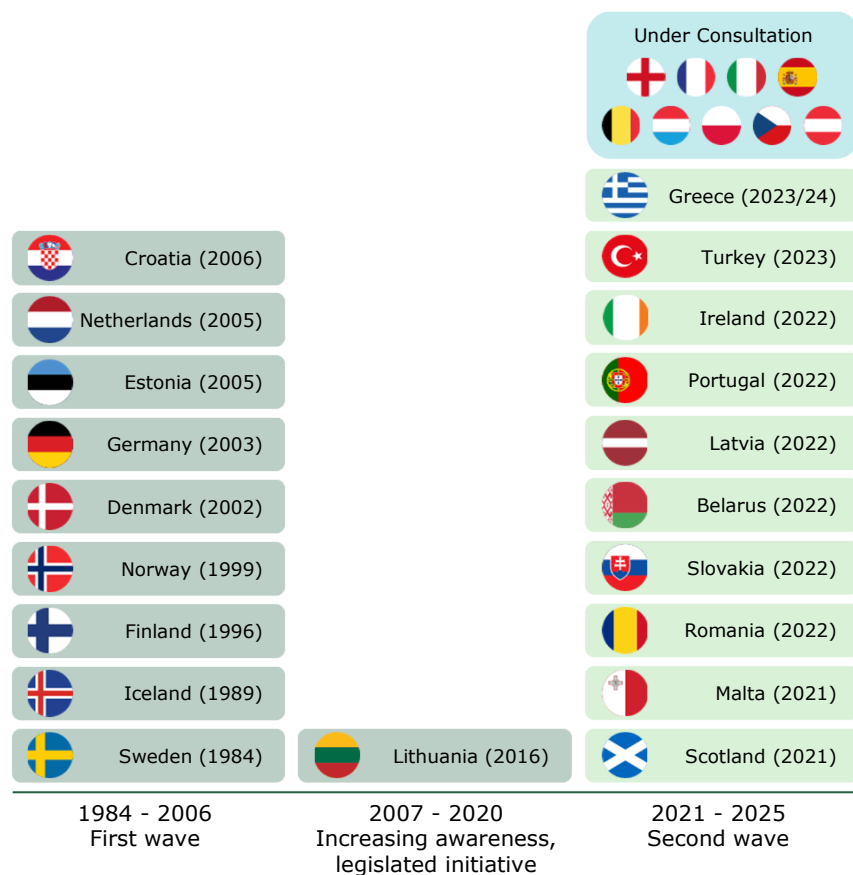 Under Consultation
Greece (2023/24)
Croatia (2006)
Turkey (2023)
Netherlands (2005)
Ireland (2022)
Estonia (2005)
Portugal (2022)
Germany (2003)
Latvia (2022)
Denmark (2002)
Belarus (2022)
Norway (1999)
Slovakia (2022)
Finland (1996)
Romania (2022)
Iceland (1989)
Malta (2021)
Sweden (1984)
Lithuania (2016)
Scotland (2021)
1984 - 2006
First wave
2007 - 2020
Increasing awareness,
legislated initiative
2021 - 2025
Second wave